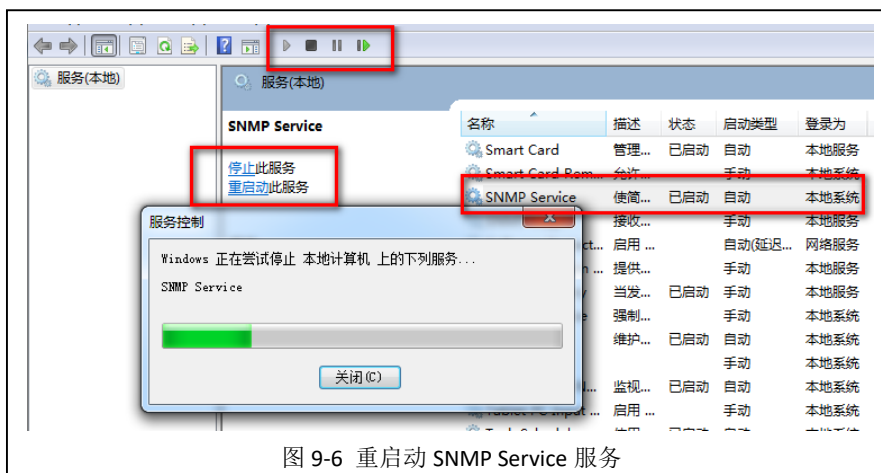 服务(本地)
服务(本地)
SNMP Service
停止此服务
重启动此服务
名称 描述 状态 启动类型 登录为
Smart Card 管理... 已启动 自动 本地服务
Smart Card Rem... 允许... 手动 本地系统
SNMP Service 使简... 已启动 自动 本地系统
接收... 手动 本地服务
ct... 启用 ... 自动(延迟... 网络服务
n ... 提供... 手动 本地服务
当发... 已启动 手动 本地服务
强制... 手动 本地系统
维护... 已启动 自动 本地系统
手动 本地系统
监视... 已启动 自动 本地系统
Tablet PC Input ... 启用 ... 手动 本地系统
服务控制
Windows 正在尝试停止 本地计算机 上的下列服务...
SNMP Service
关闭(C)
图 9-6 重启动 SNMP Service 服务